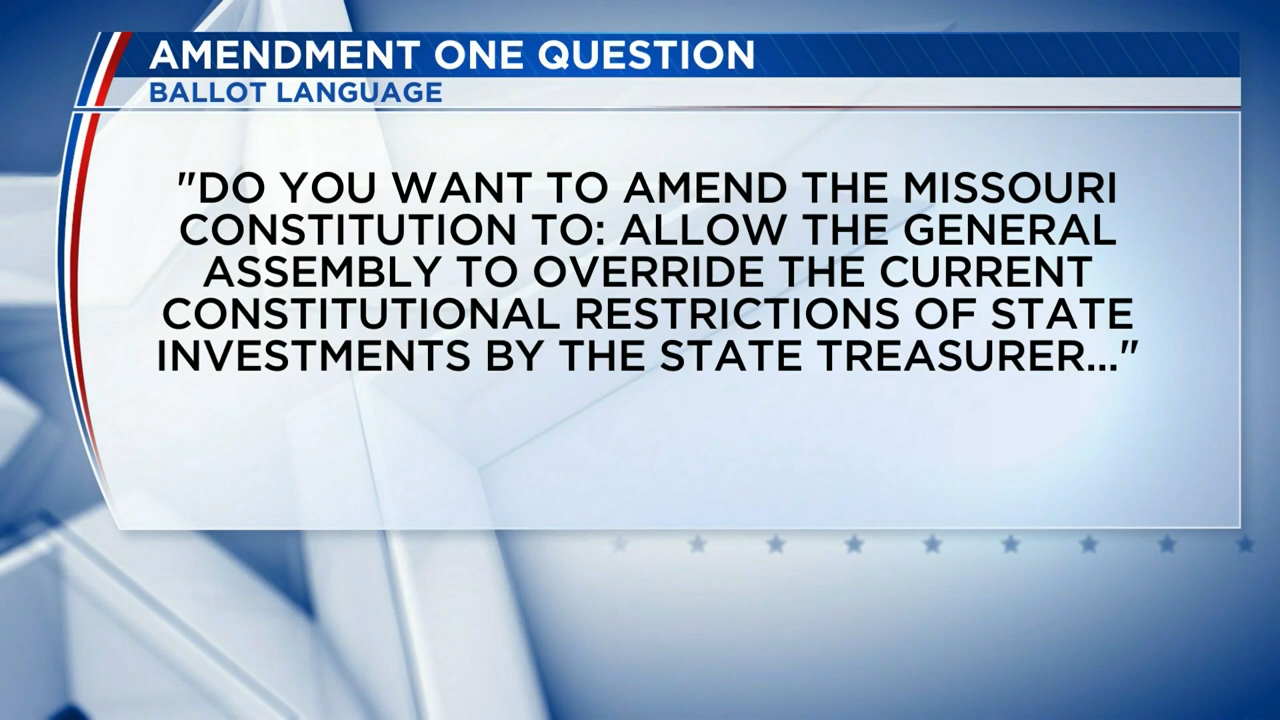 AMENDMENT ONE QUESTION
BALLOT LANGUAGE
"DO YOU WANT TO AMEND THE MISSOURI
CONSTITUTION TO: ALLOW THE GENERAL
ASSEMBLY TO OVERRIDE THE CURRENT
CONSTITUTIONAL RESTRICTIONS OF STATE
INVESTMENTS BY THE STATE TREASURER..."